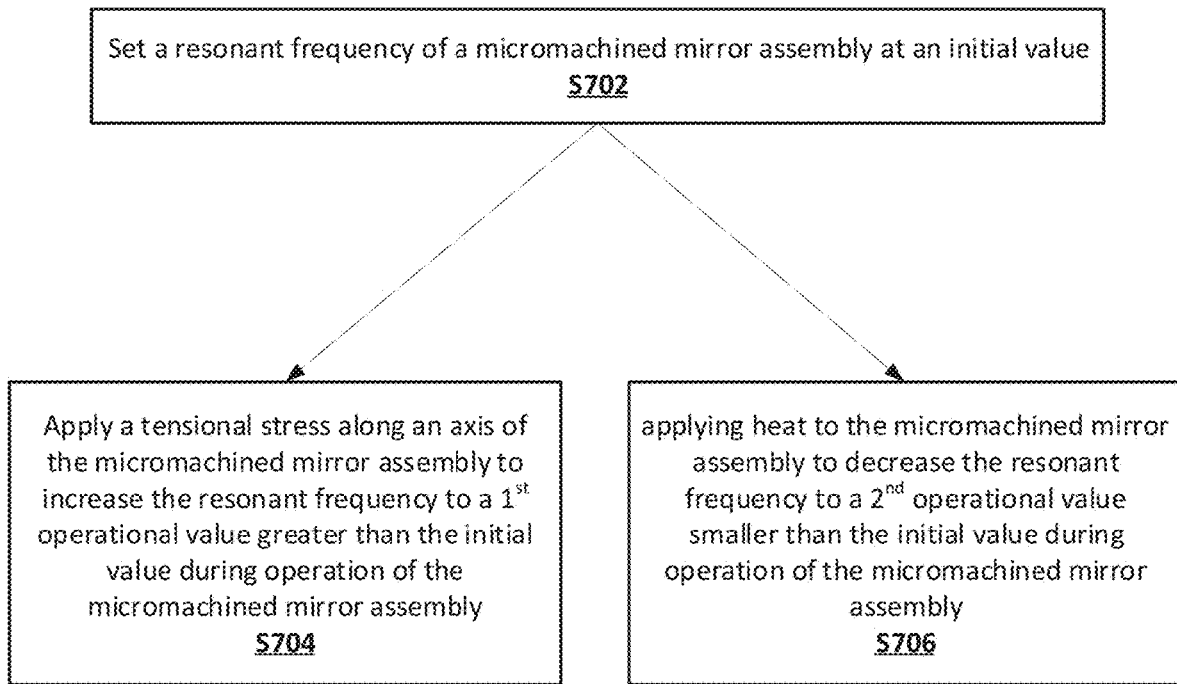 Set a resonant frequency of a micromachined mirror assembly at an initial value
S702
Apply a tensional stress along an axis of
the micromachined mirror assembly to
increase the resonant frequency to a 1st
operational value greater than the initial
value during operation of the
micromachined mirror assembly
S704
applying heat to the micromachined mirror
assembly to decrease the resonant
frequency to a 2nd operational value
smaller than the initial value during
operation of the micromachined mirror
assembly
S706